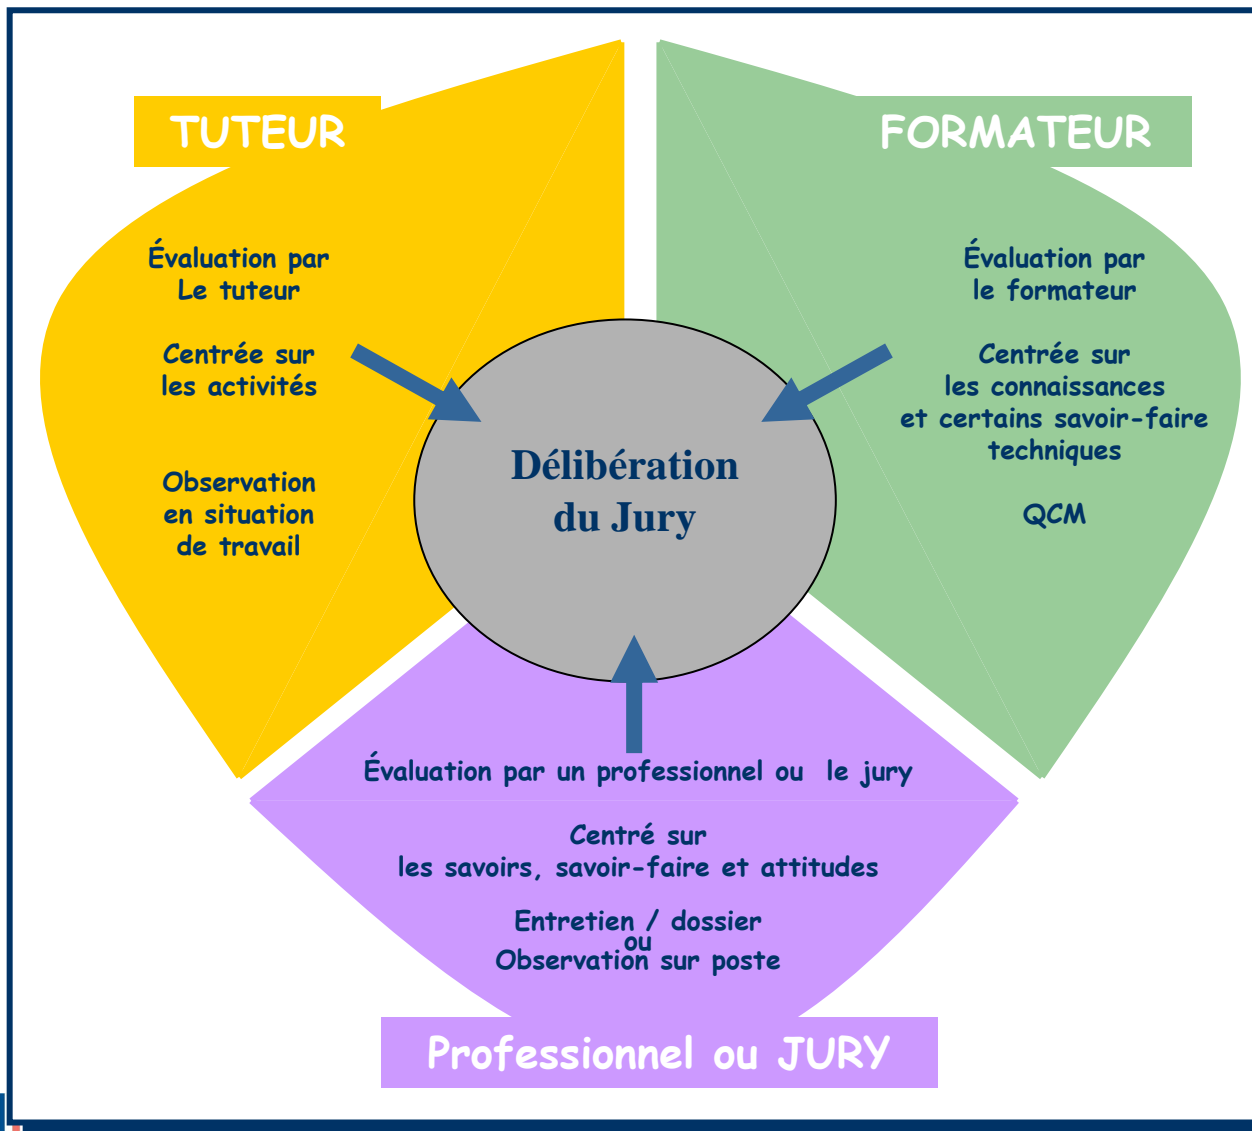 TUTEUR
Évaluation par
Le tuteur
Centrée sur
les activités
Observation
en situation
de travail
FORMATEUR
Évaluation par
le formateur
Centrée sur
les connaissances
et certains savoir-faire
techniques
QCM
Délibération
du Jury
Évaluation par un professionnel ou le jury
Centré sur
les savoirs, savoir-faire et attitudes
Entretien / dossier
ou
Observation sur poste
Professionnel ou JURY